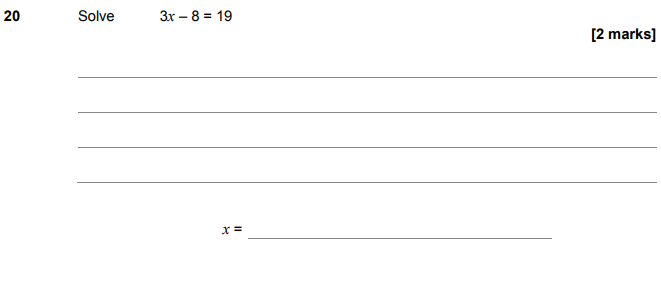 20 Solve 3x – 8 = 19
[2 marks]
x =